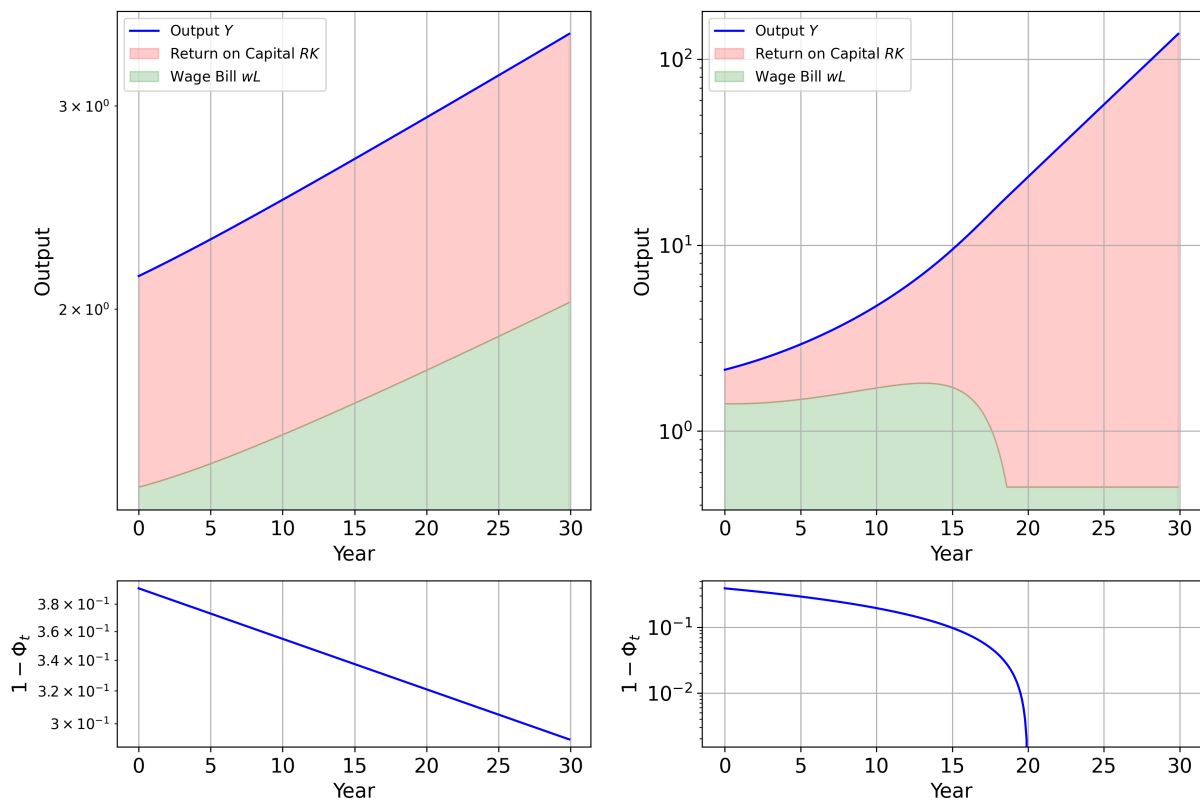 Output Y
Return on Capital RK
Wage Bill wL
3 × 10⁰
2 × 10⁰
Output
0 5 10 15 20 25 30
Year
Output Y
Return on Capital RK
Wage Bill wL
10²
10¹
10⁰
Output
0 5 10 15 20 25 30
Year
3.8 × 10⁻¹
3.6 × 10⁻¹
3.4 × 10⁻¹
3.2 × 10⁻¹
3 × 10⁻¹
1 − Φₜ
0 5 10 15 20 25 30
Year
10⁻¹
10⁻²
1 − Φₜ
0 5 10 15 20 25 30
Year